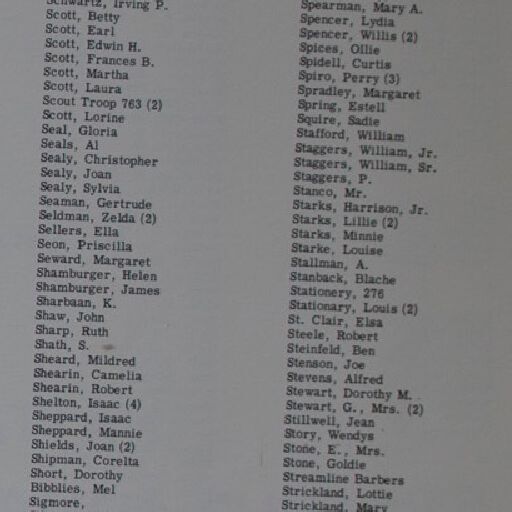 Schwartz, Irving P.
Scott, Betty
Scott, Earl
Scott, Edwin H.
Scott, Frances B.
Scott, Martha
Scott, Laura
Scout Troop 763 (2)
Scott, Lorine
Seal, Gloria
Seals, Al
Sealy, Christopher
Sealy, Joan
Sealy, Sylvia
Seaman, Gertrude
Seldman, Zelda (2)
Sellers, Ella
Seon, Priscilla
Seward, Margaret
Shamburger, Helen
Shamburger, James
Sharbaan, K.
Shaw, John
Sharp, Ruth
Shath, S.
Sheard, Mildred
Shearin, Camelia
Shearin, Robert
Shelton, Isaac (4)
Sheppard, Isaac
Sheppard, Mannie
Shields, Joan (2)
Shipman, Corelta
Short, Dorothy
Bibblies, Mel
Sigmore,
Spearman, Mary A.
Spencer, Lydia
Spencer, Willis (2)
Spices, Ollie
Spidell, Curtis
Spiro, Perry (3)
Spradley, Margaret
Spring, Estell
Squire, Sadie
Stafford, William
Staggers, William, Jr.
Staggers, William, Sr.
Staggers, P.
Stanco, Mr.
Starks, Harrison, Jr.
Starks, Lillie (2)
Starks, Minnie
Starke, Louise
Stallman, A.
Stanback, Blache
Stationery, 276
Stationary, Louis (2)
St. Clair, Elsa
Steele, Robert
Steinfeld, Ben
Stenson, Joe
Stevens, Alfred
Stewart, Dorothy M.
Stewart, G., Mrs. (2)
Stillwell, Jean
Story, Wendys
Stone, E., Mrs.
Stone, Goldie
Streamline Barbers
Strickland, Lottie
Strickland, Mary